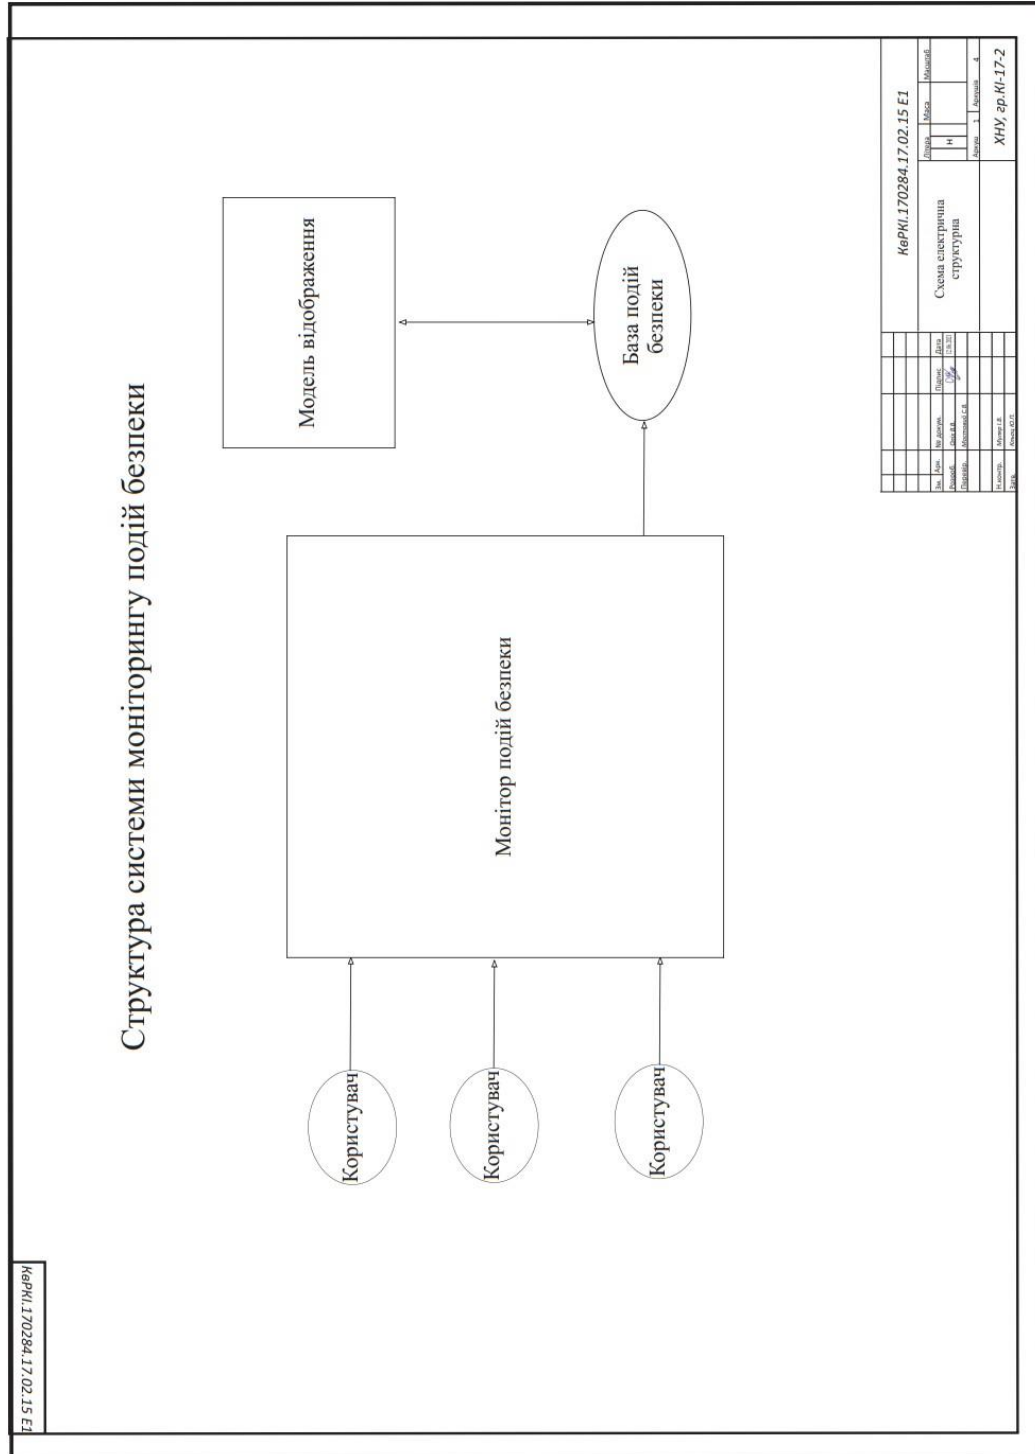 КвРКІ.170284.17.02.15 Е1
Структура системи моніторингу подій безпеки
Користувач
Користувач
Користувач
Монітор подій безпеки
Модель відображення
База подій
безпеки
КвРКІ.170284.17.02.15 Е1
Зм. Арк. № докум. Підпис Дата
Розроб.
Перевір.
Н.контр.
Затв.
Схема електрична
структурна
Літера Маса Масштаб
Н
Аркуш 1 Аркушів 4
ХНУ, гр.КІ-17-2